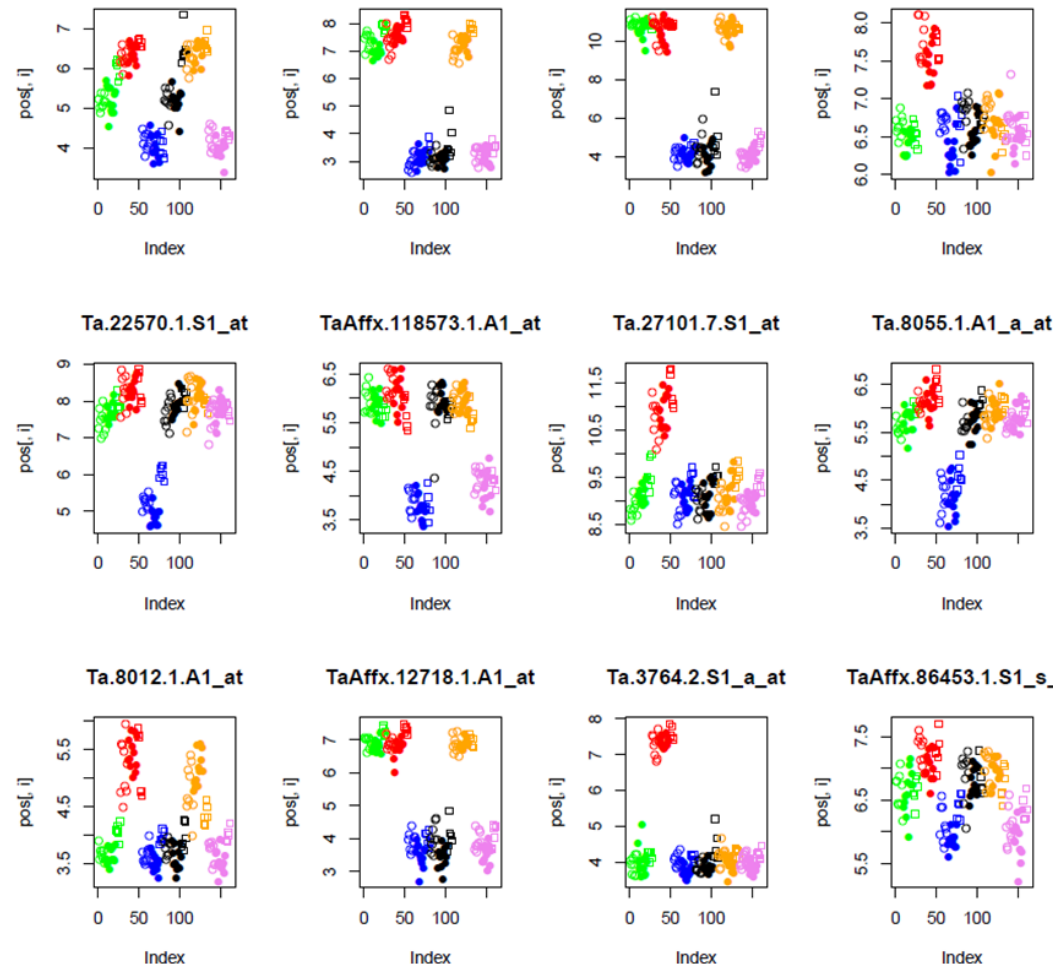 pos[, i]
4 5 6 7
0 50 100
Index
pos[, i]
3 4 5 6 7 8
0 50 100
Index
pos[, i]
4 6 8 10
0 50 100
Index
pos[, i]
6.0 6.5 7.0 7.5 8.0
0 50 100
Index
Ta.22570.1.S1_at
pos[, i]
5 6 7 8 9
0 50 100
Index
TaAffx.118573.1.A1_at
pos[, i]
3.5 4.5 5.5 6.5
0 50 100
Index
Ta.27101.7.S1_at
pos[, i]
8.5 9.5 10.5 11.5
0 50 100
Index
Ta.8055.1.A1_a_at
pos[, i]
3.5 4.5 5.5 6.5
0 50 100
Index
Ta.8012.1.A1_at
pos[, i]
3.5 4.5 5.5
0 50 100
Index
TaAffx.12718.1.A1_at
pos[, i]
3 4 5 6 7
0 50 100
Index
Ta.3764.2.S1_a_at
pos[, i]
4 5 6 7 8
0 50 100
Index
TaAffx.86453.1.S1_s_
pos[, i]
5.5 6.5 7.5
0 50 100
Index